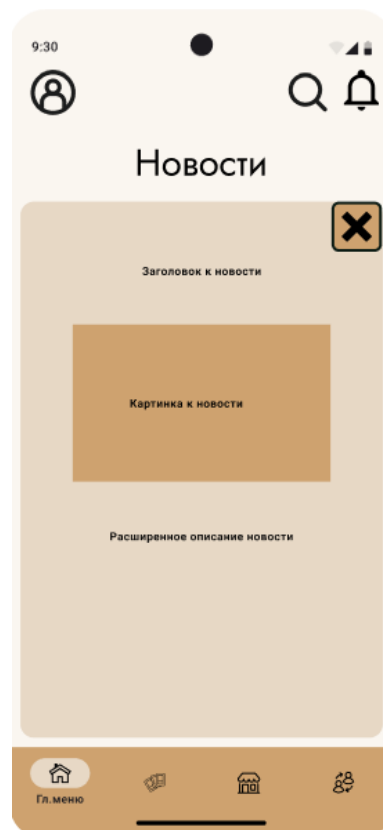 9:30
Новости
Заголовок к новости
Картинка к новости
Расширенное описание новости
Гл.меню